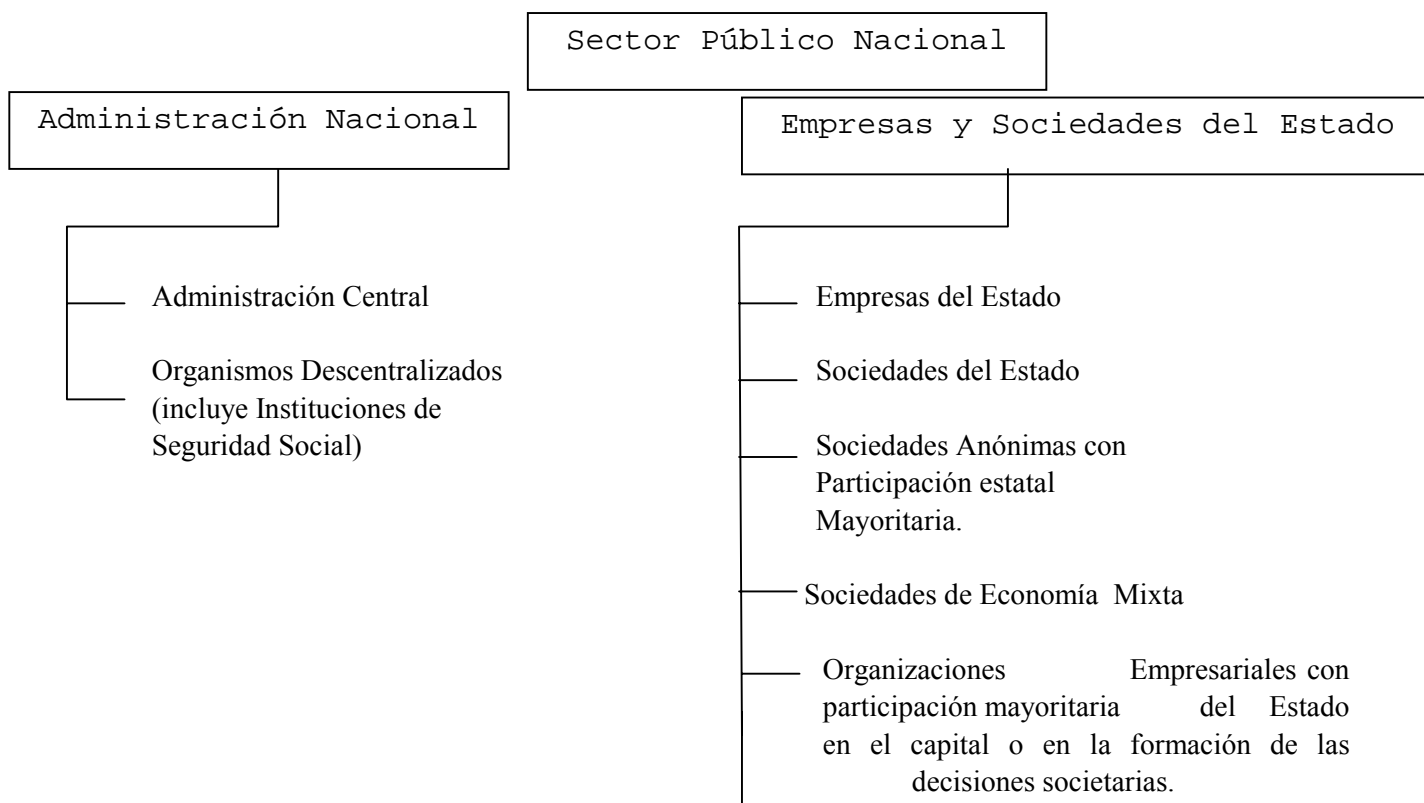 Sector Público Nacional
Administración Nacional
Empresas y Sociedades del Estado
Administración Central
Organismos Descentralizados
(incluye Instituciones de
Seguridad Social)
Empresas del Estado
Sociedades del Estado
Sociedades Anónimas con
Participación estatal
Mayoritaria.
Sociedades de Economía Mixta
Organizaciones Empresariales con
participación mayoritaria del Estado
en el capital o en la formación de las
decisiones societarias.